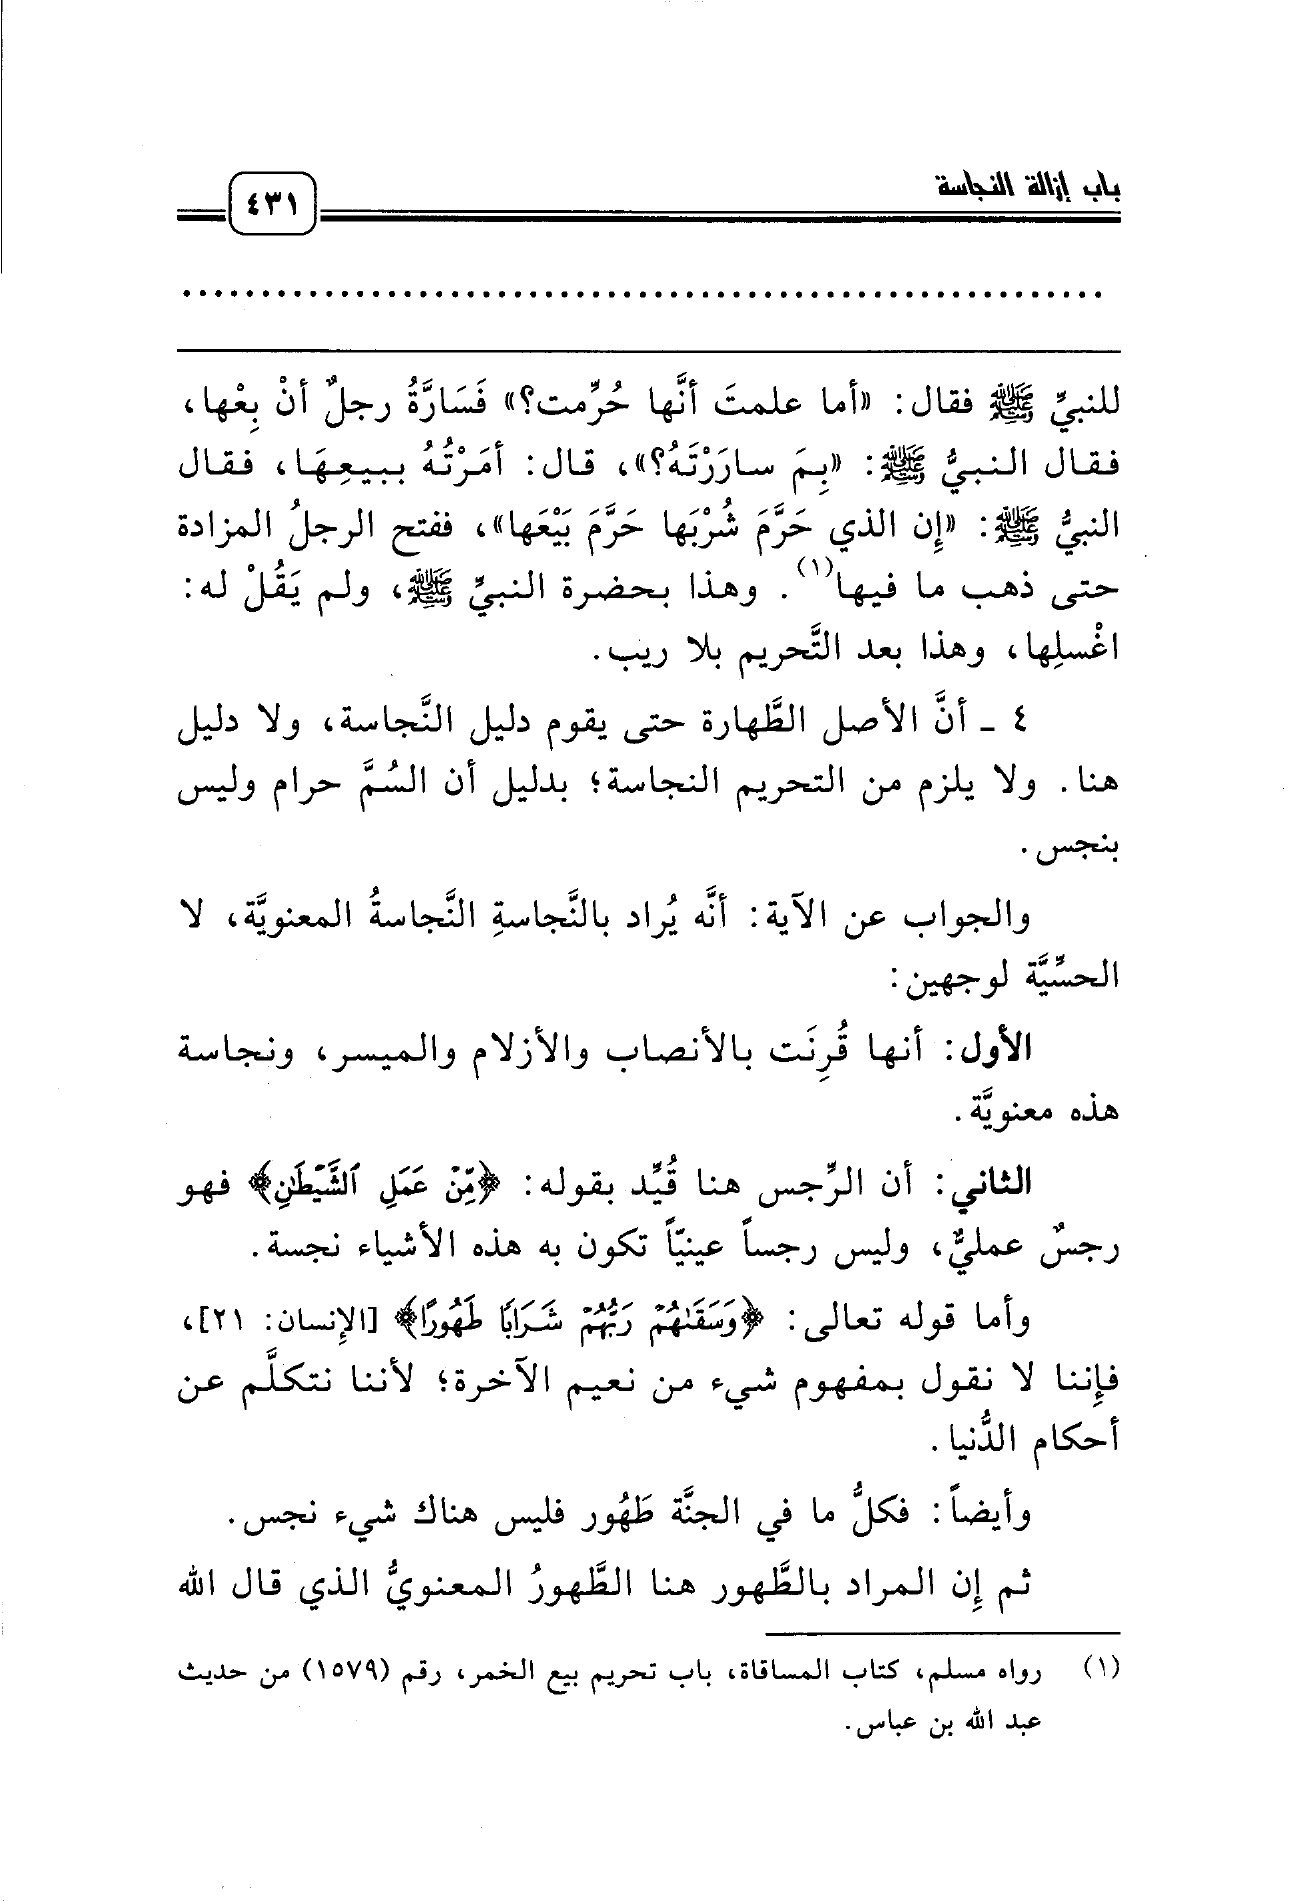 باب إزالة النجاسة
٤٣١
........................................................
للنبيِّ ﷺ فقال: «أما علمتَ أنَّها حُرِّمت؟» فَسَارَّهُ رجلٌ أنْ بِعْها،
فقال النبيُّ ﷺ: «بِمَ سارَرْتَهُ؟»، قال: أمَرْتُهُ ببيعِهَا، فقال
النبيُّ ﷺ: «إِن الذي حَرَّمَ شُرْبَها حَرَّمَ بَيْعَها»، ففتح الرجلُ المزادة
حتى ذهب ما فيها(١). وهذا بحضرة النبيِّ ﷺ، ولم يَقُلْ له:
اغْسلِها، وهذا بعد التَّحريم بلا ريب.
٤ ـ أنَّ الأصل الطَّهارة حتى يقوم دليل النَّجاسة، ولا دليل
هنا. ولا يلزم من التحريم النجاسة؛ بدليل أن السُمَّ حرام وليس
بنجس.
والجواب عن الآية: أنَّه يُراد بالنَّجاسةِ النَّجاسةُ المعنويَّة، لا
الحسِّيَّة لوجهين:
الأول: أنها قُرِنَت بالأنصاب والأزلام والميسر، ونجاسة
هذه معنويَّة.
الثاني: أن الرِّجس هنا قُيِّد بقوله: ﴿مِّنۡ عَمَلِ ٱلشَّيۡطَٰنِ﴾ فهو
رجسٌ عمليٌّ، وليس رجساً عينيّاً تكون به هذه الأشياء نجسة.
وأما قوله تعالى: ﴿وَسَقَىٰهُمۡ رَبُّهُمۡ شَرَابٗا طَهُورًا﴾ [الإنسان: ٢١]،
فإننا لا نقول بمفهوم شيء من نعيم الآخرة؛ لأننا نتكلَّم عن
أحكام الدُّنيا.
وأيضاً: فكلُّ ما في الجنَّة طَهُور فليس هناك شيء نجس.
ثم إِن المراد بالطَّهور هنا الطَّهورُ المعنويُّ الذي قال الله
(١) رواه مسلم، كتاب المساقاة، باب تحريم بيع الخمر، رقم (١٥٧٩) من حديث
عبد الله بن عباس.